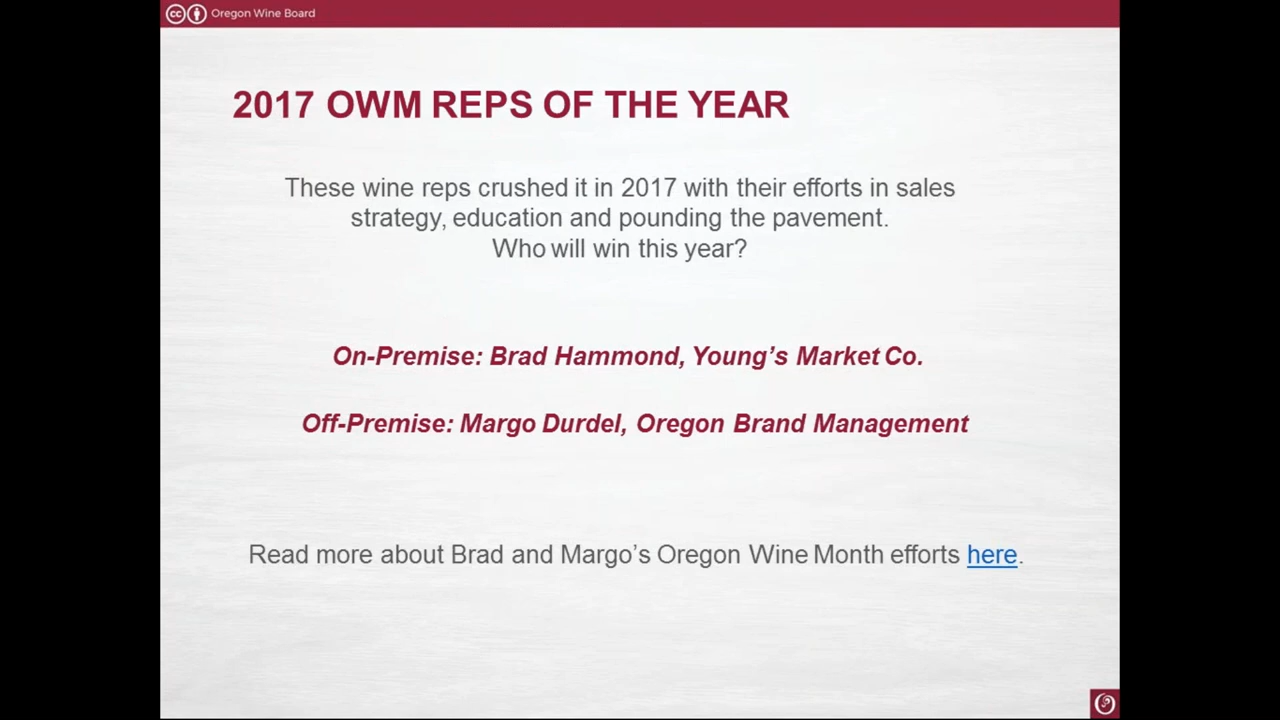 cc Oregon Wine Board
2017 OWM REPS OF THE YEAR
These wine reps crushed it in 2017 with their efforts in sales
strategy, education and pounding the pavement.
Who will win this year?
On-Premise: Brad Hammond, Young’s Market Co.
Off-Premise: Margo Durdel, Oregon Brand Management
Read more about Brad and Margo’s Oregon Wine Month efforts here.